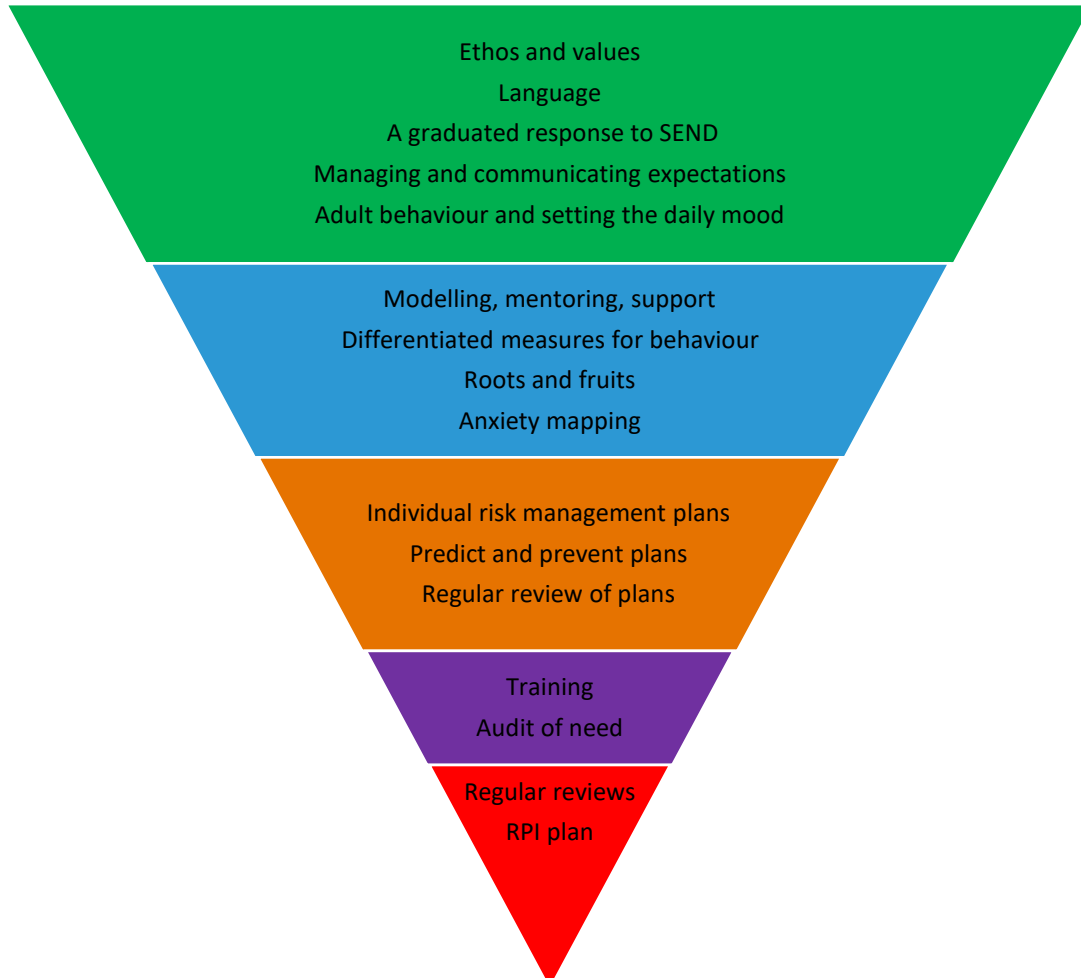 Ethos and values
Language
A graduated response to SEND
Managing and communicating expectations
Adult behaviour and setting the daily mood
Modelling, mentoring, support
Differentiated measures for behaviour
Roots and fruits
Anxiety mapping
Individual risk management plans
Predict and prevent plans
Regular review of plans
Training
Audit of need
Regular reviews
RPI plan